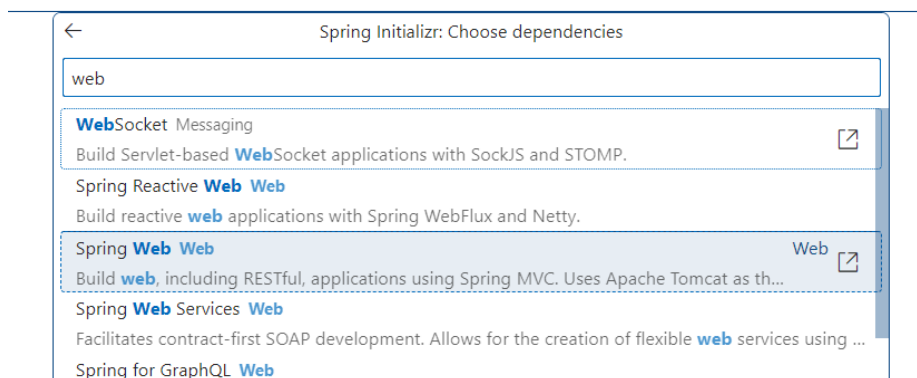 Spring Initializr: Choose dependencies
web
WebSocket Messaging
Build Servlet-based WebSocket applications with SockJS and STOMP.
Spring Reactive Web Web
Build reactive web applications with Spring WebFlux and Netty.
Spring Web Web Web
Build web, including RESTful, applications using Spring MVC. Uses Apache Tomcat as th...
Spring Web Services Web
Facilitates contract-first SOAP development. Allows for the creation of flexible web services using ...
Spring for GraphQL Web